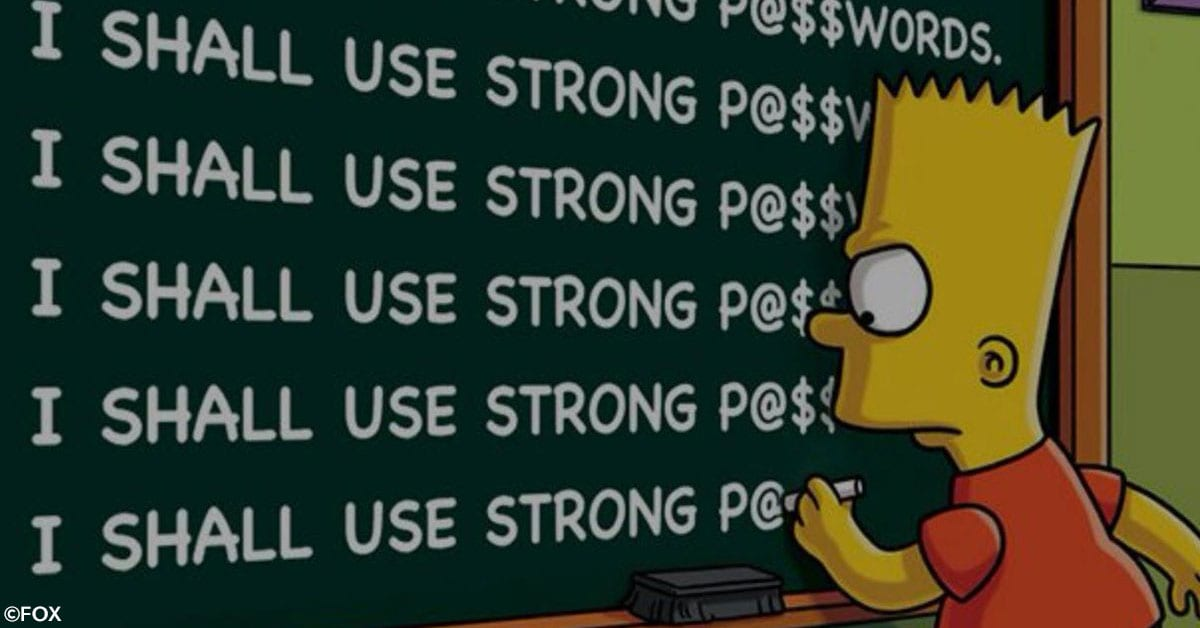 P@$$WORDS.
I SHALL USE STRONG P@$$
I SHALL USE STRONG P@$$
I SHALL USE STRONG P@$
I SHALL USE STRONG P@$
I SHALL USE STRONG P@
©FOX